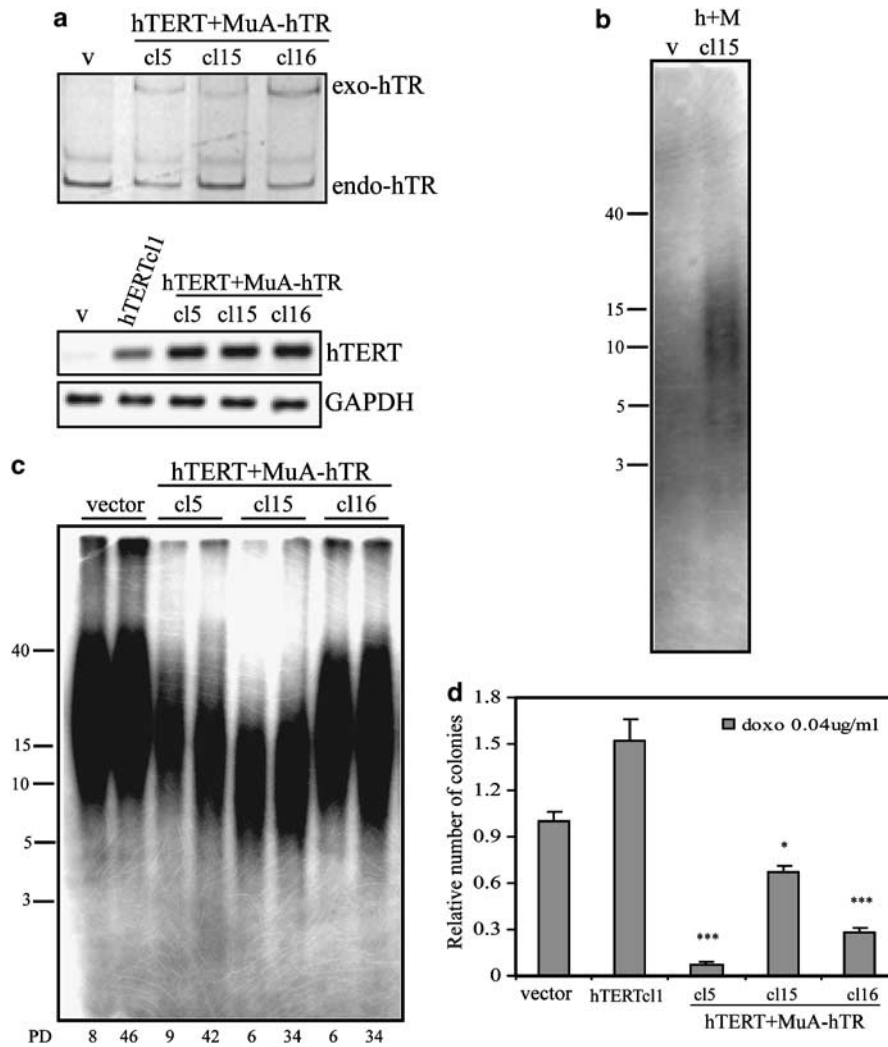 a
hTERT+MuA-hTR
v cl5 cl15 cl16
exo-hTR
endo-hTR
hTERT+MuA-hTR
v hTERTcl1 cl5 cl15 cl16
hTERT
GAPDH
b
h+M
v cl15
40
15
10
5
3
c
hTERT+MuA-hTR
vector cl5 cl15 cl16
40
15
10
5
3
PD 8 46 9 42 6 34 6 34
d
Relative number of colonies
1.8
1.5
0.9
0.6
0.3
0
doxo 0.04ug/ml
*** * ***
vector hTERTcl1 cl5 cl15 cl16
hTERT+MuA-hTR